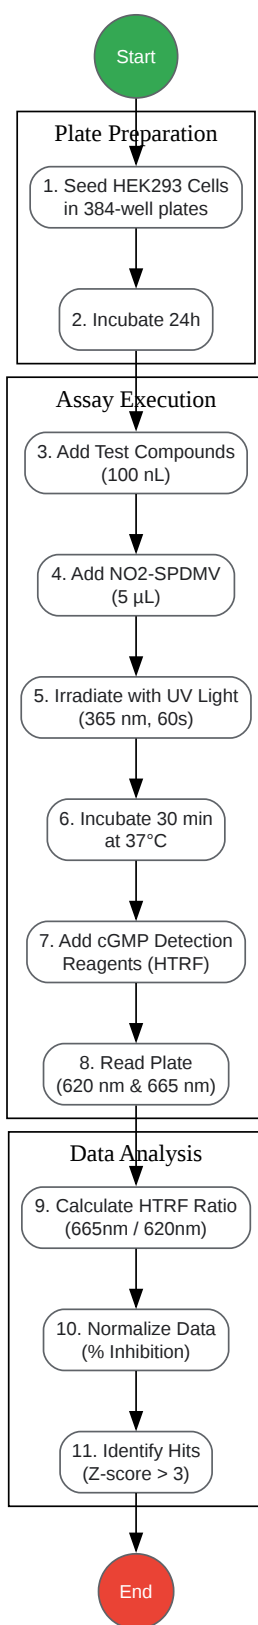 Start
Plate Preparation
1. Seed HEK293 Cells
in 384-well plates
2. Incubate 24h
Assay Execution
3. Add Test Compounds
(100 nL)
4. Add NO2-SPDMV
(5 µL)
5. Irradiate with UV Light
(365 nm, 60s)
6. Incubate 30 min
at 37°C
7. Add cGMP Detection
Reagents (HTRF)
8. Read Plate
(620 nm & 665 nm)
Data Analysis
9. Calculate HTRF Ratio
(665nm / 620nm)
10. Normalize Data
(% Inhibition)
11. Identify Hits
(Z-score > 3)
End